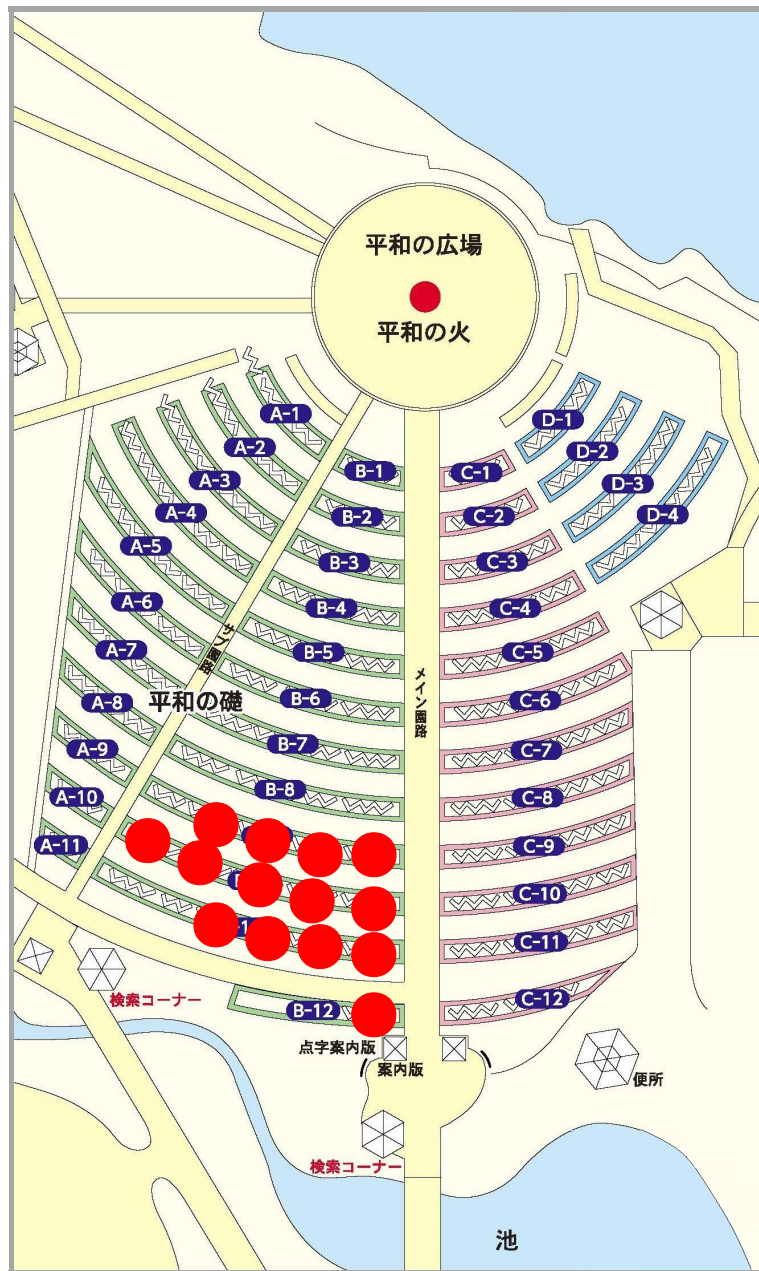 平和の広場
平和の火
A-1
A-2
A-3
A-4
A-5
A-6
A-7
A-8
A-9
A-10
A-11
B-1
B-2
B-3
B-4
B-5
B-6
B-7
B-8
B-12
C-1
C-2
C-3
C-4
C-5
C-6
C-7
C-8
C-9
C-10
C-11
C-12
D-1
D-2
D-3
D-4
サブ園路
メイン園路
平和の礎
検索コーナー
点字案内版
案内版
便所
検索コーナー
池